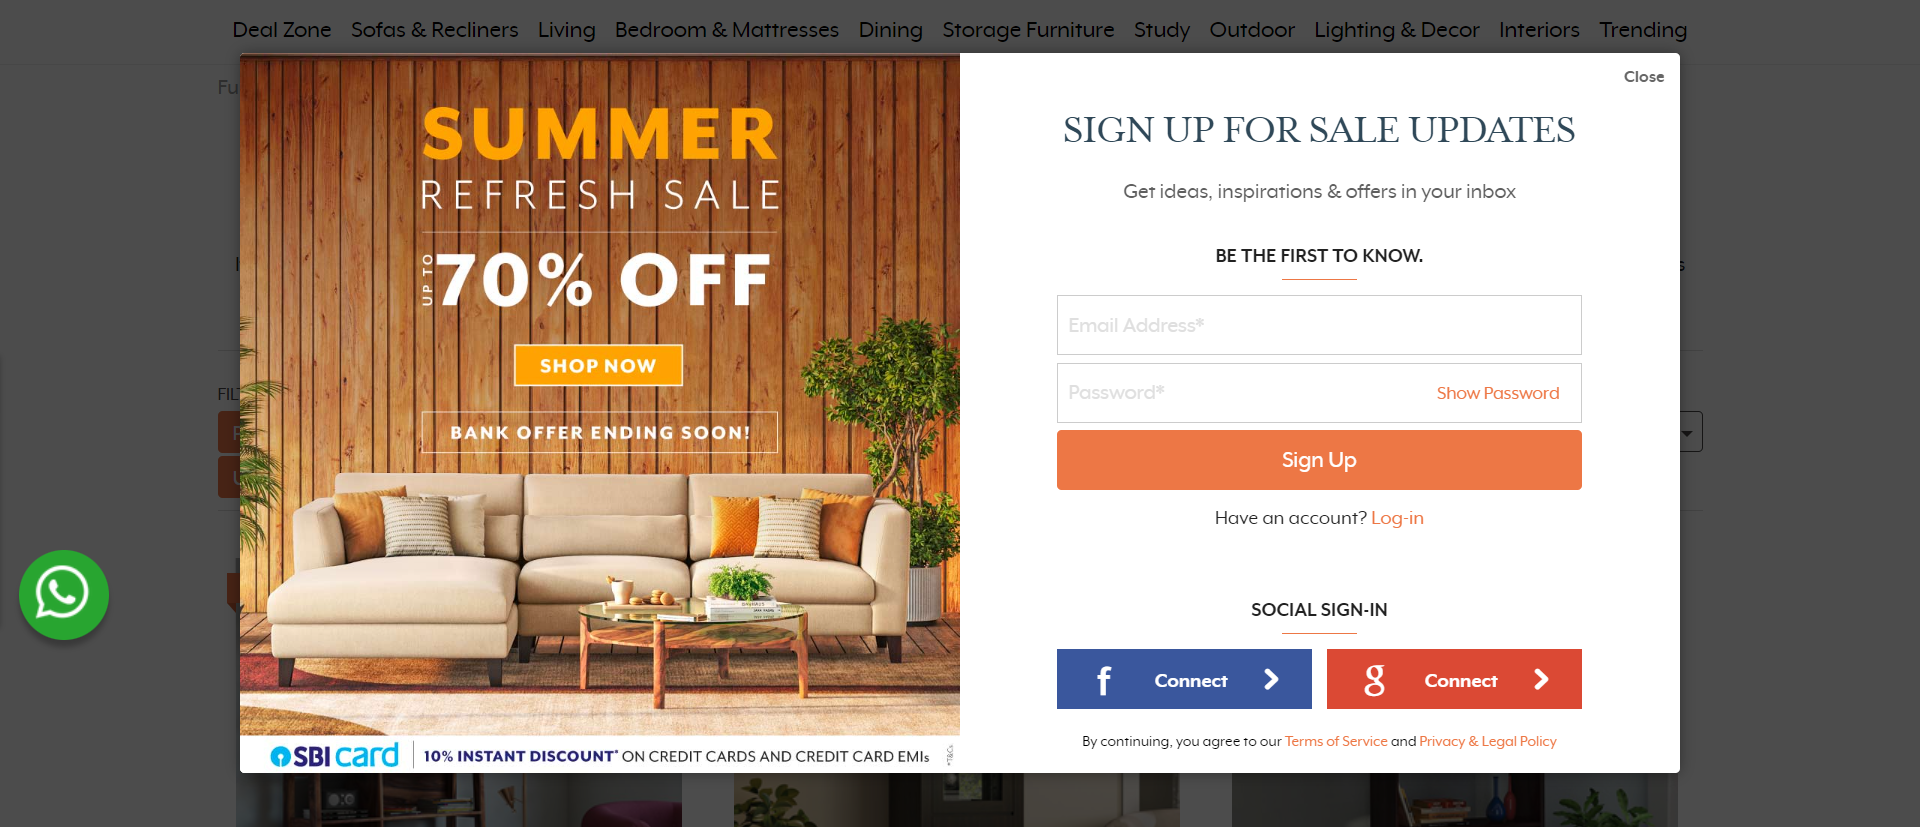 Deal Zone Sofas & Recliners Living Bedroom & Mattresses Dining Storage Furniture Study Outdoor Lighting & Decor Interiors Trending
Close
SUMMER
REFRESH SALE
UP TO 70% OFF
SHOP NOW
BANK OFFER ENDING SOON!
SBI card 10% INSTANT DISCOUNT* ON CREDIT CARDS AND CREDIT CARD EMIs *T&Cs
SIGN UP FOR SALE UPDATES
Get ideas, inspirations & offers in your inbox
BE THE FIRST TO KNOW.
Email Address*
Password* Show Password
Sign Up
Have an account? Log-in
SOCIAL SIGN-IN
f Connect
g Connect
By continuing, you agree to our Terms of Service and Privacy & Legal Policy